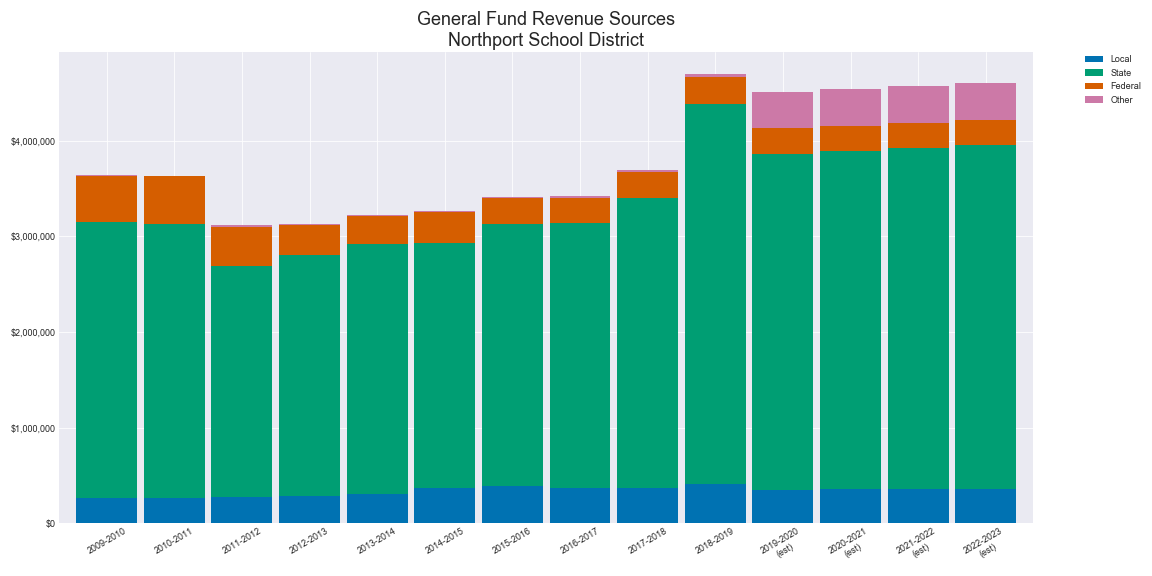 General Fund Revenue Sources
Northport School District
Local
State
Federal
Other
$4,000,000
$3,000,000
$2,000,000
$1,000,000
$0
2009-2010
2010-2011
2011-2012
2012-2013
2013-2014
2014-2015
2015-2016
2016-2017
2017-2018
2018-2019
2019-2020
(est)
2020-2021
(est)
2021-2022
(est)
2022-2023
(est)